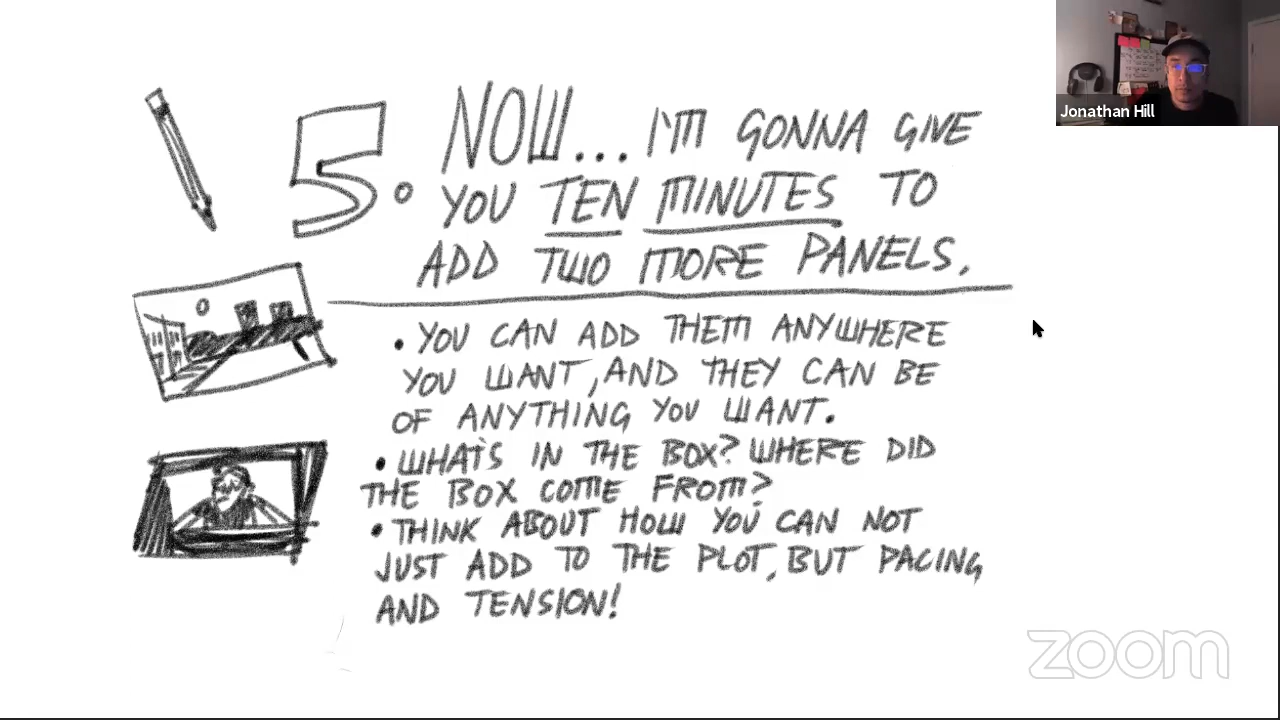 5. NOW... I'M GONNA GIVE
YOU TEN MINUTES TO
ADD TWO MORE PANELS.
• YOU CAN ADD THEM ANYWHERE
YOU WANT, AND THEY CAN BE
OF ANYTHING YOU WANT.
• WHAT'S IN THE BOX? WHERE DID
THE BOX COME FROM?
• THINK ABOUT HOW YOU CAN NOT
JUST ADD TO THE PLOT, BUT PACING
AND TENSION!
Jonathan Hill
zoom